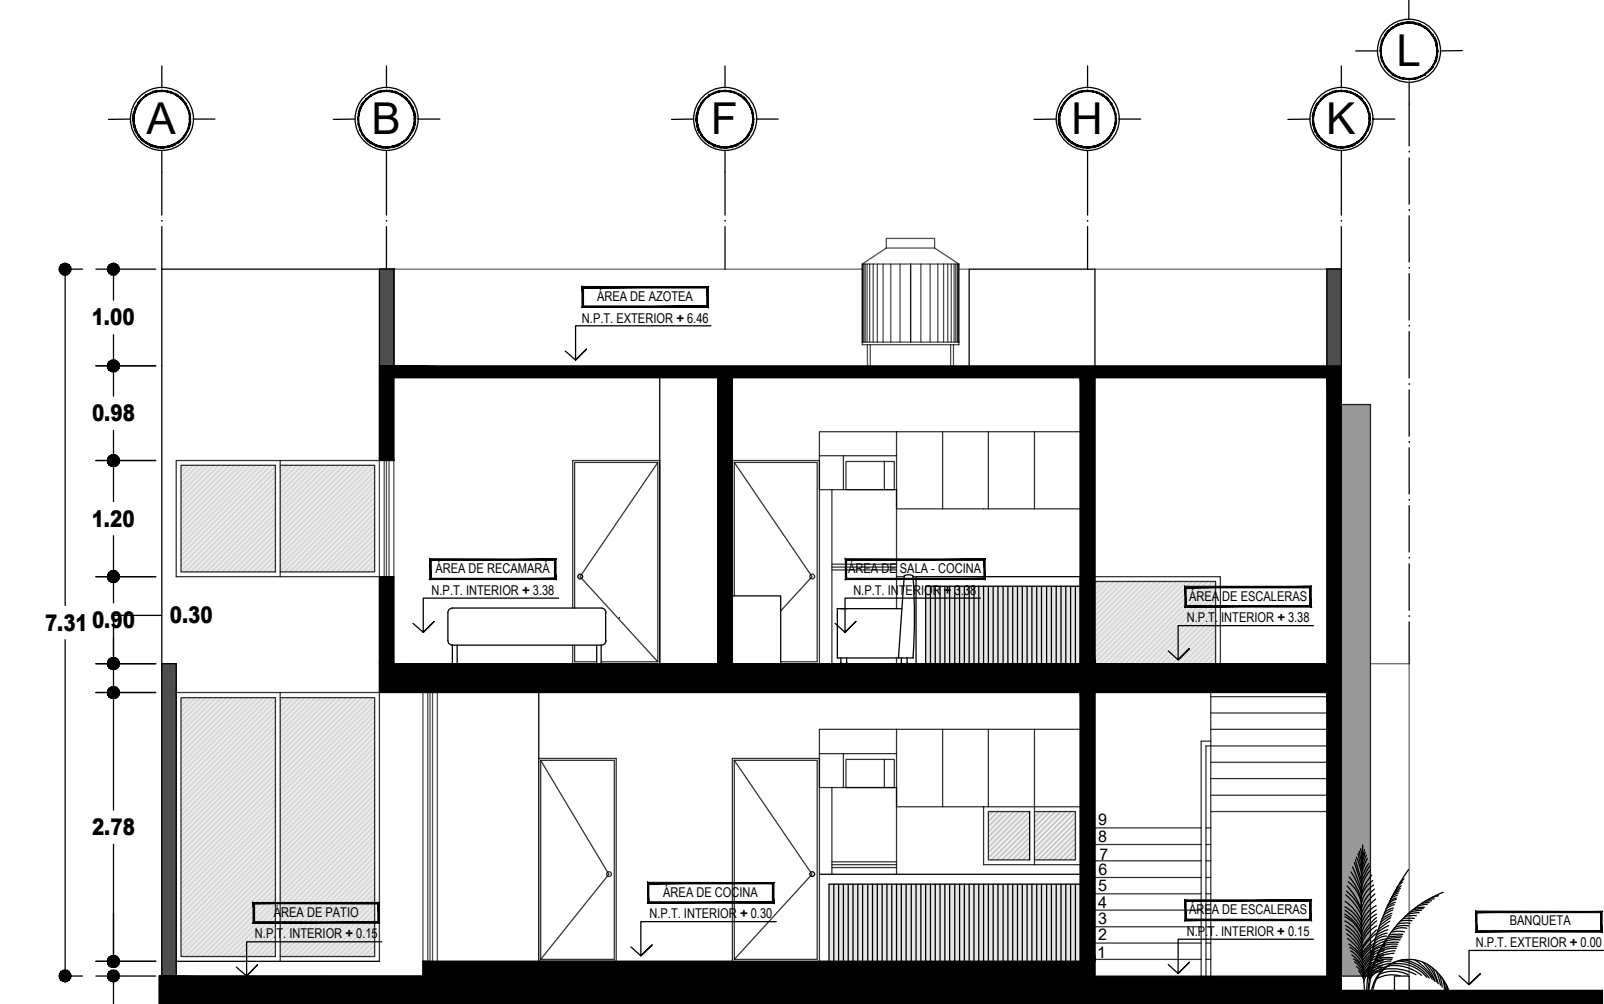 L
A
B
F
H
K
ÁREA DE AZOTEA
N.P.T. EXTERIOR + 6.46
1.00
0.98
1.20
7.31
0.90
0.30
2.78
ÁREA DE RECAMARÁ
N.P.T. INTERIOR + 3.38
ÁREA DE SALA - COCINA
N.P.T. INTERIOR + 3.38
ÁREA DE ESCALERAS
N.P.T. INTERIOR + 3.38
9
8
7
6
5
4
3
2
1
ÁREA DE COCINA
N.P.T. INTERIOR + 0.30
ÁREA DE PATIO
N.P.T. INTERIOR + 0.15
ÁREA DE ESCALERAS
N.P.T. INTERIOR + 0.15
BANQUETA
N.P.T. EXTERIOR + 0.00